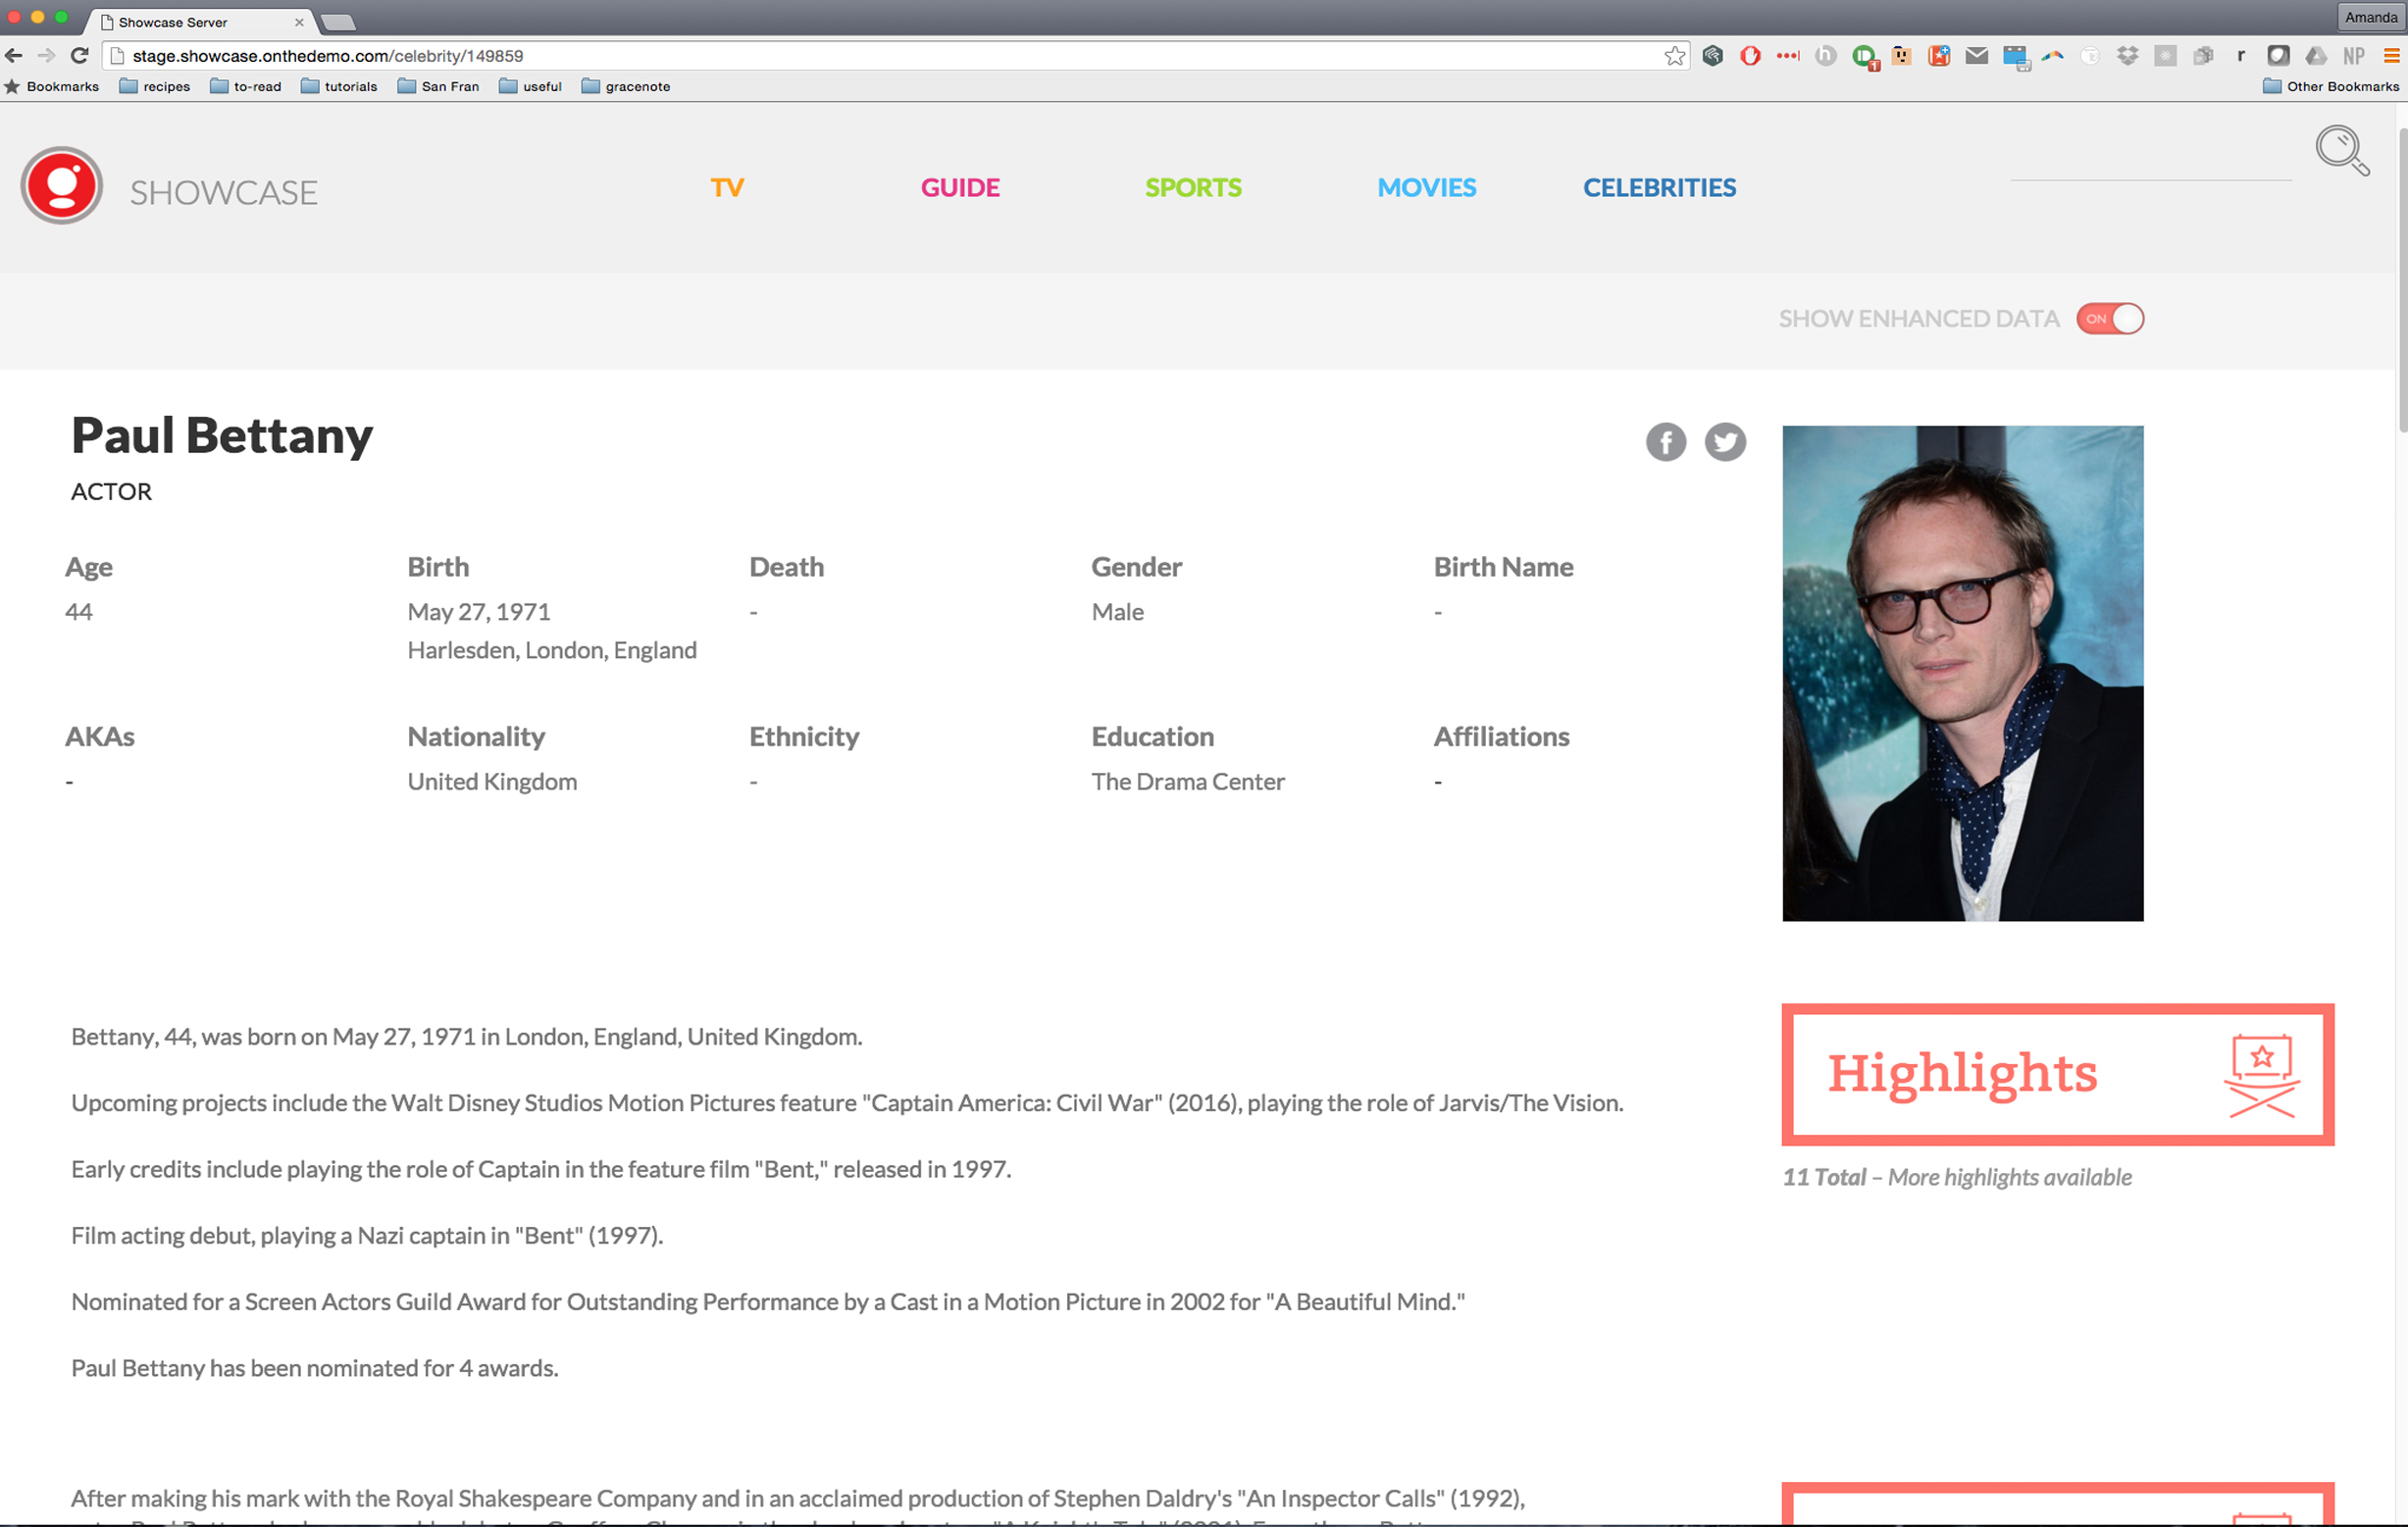 Showcase Server
Amanda
stage.showcase.onthedemo.com/celebrity/149859
Bookmarks recipes to-read tutorials San Fran useful gracenote Other Bookmarks
SHOWCASE TV GUIDE SPORTS MOVIES CELEBRITIES
SHOW ENHANCED DATA ON
Paul Bettany
ACTOR
Age Birth Death Gender Birth Name
44 May 27, 1971 - Male -
Harlesden, London, England
AKAs Nationality Ethnicity Education Affiliations
- United Kingdom - The Drama Center -
Bettany, 44, was born on May 27, 1971 in London, England, United Kingdom.
Highlights
Upcoming projects include the Walt Disney Studios Motion Pictures feature "Captain America: Civil War" (2016), playing the role of Jarvis/The Vision.
Early credits include playing the role of Captain in the feature film "Bent," released in 1997.
11 Total – More highlights available
Film acting debut, playing a Nazi captain in "Bent" (1997).
Nominated for a Screen Actors Guild Award for Outstanding Performance by a Cast in a Motion Picture in 2002 for "A Beautiful Mind."
Paul Bettany has been nominated for 4 awards.
After making his mark with the Royal Shakespeare Company and in an acclaimed production of Stephen Daldry's "An Inspector Calls" (1992),